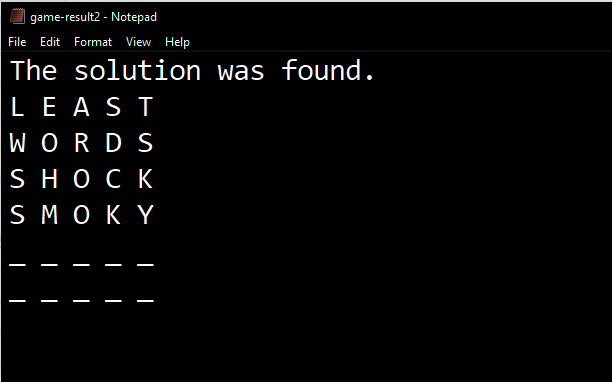 game-result2 - Notepad
File Edit Format View Help
The solution was found.
L E A S T
W O R D S
S H O C K
S M O K Y
_ _ _ _ _
_ _ _ _ _